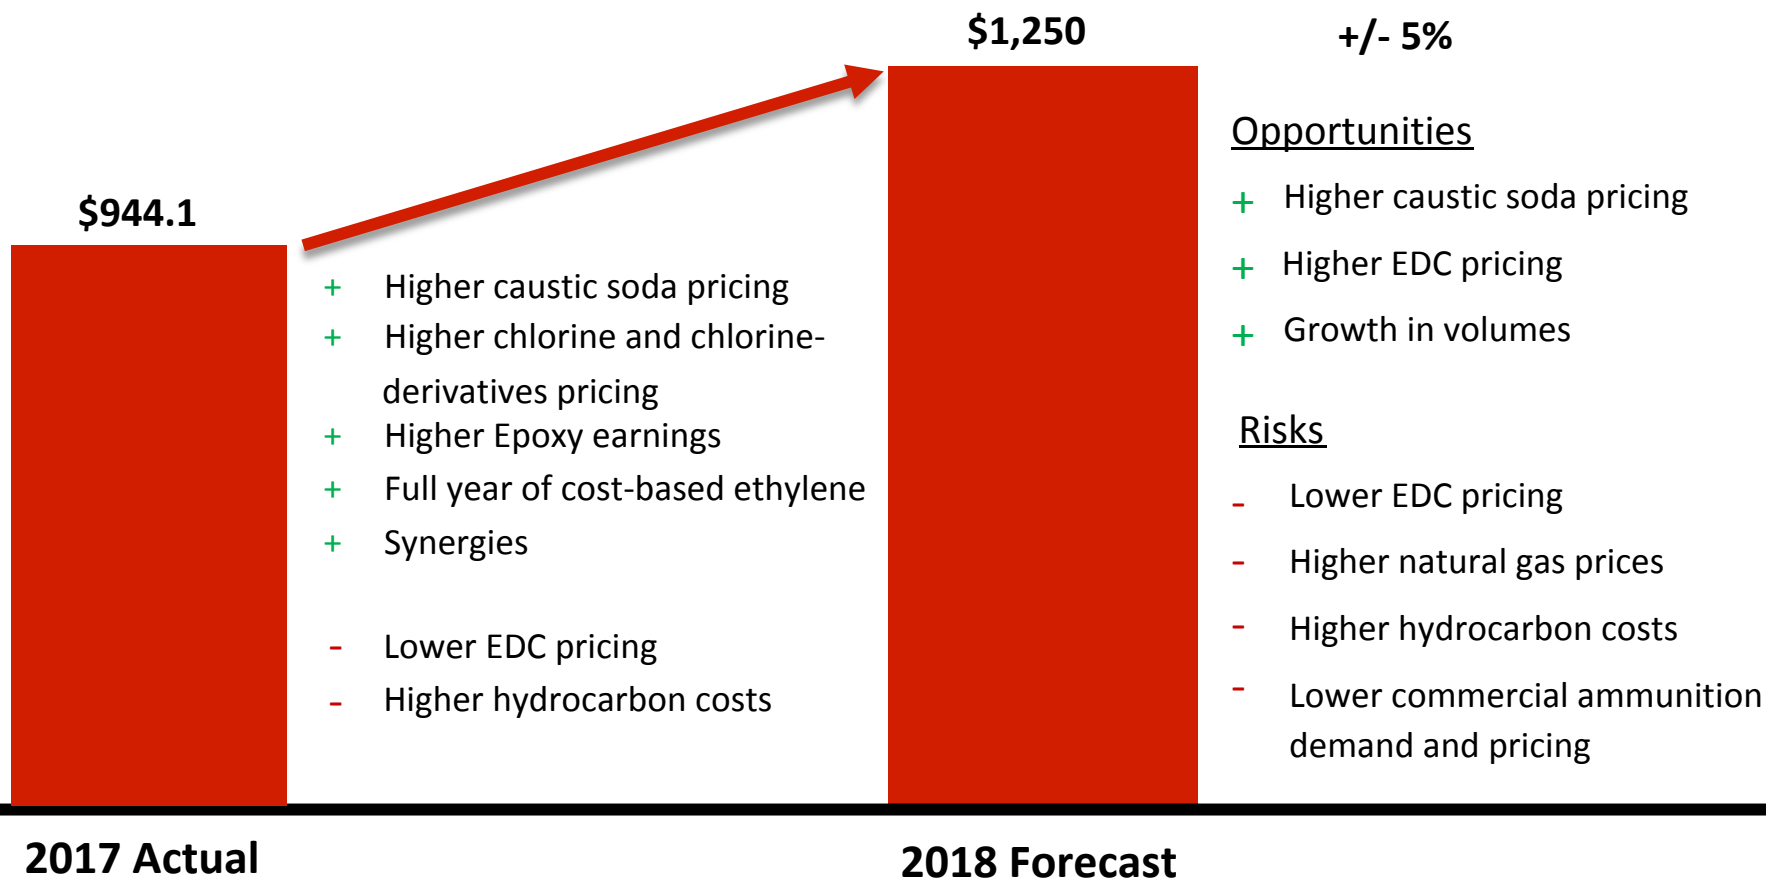 $944.1
+ Higher caustic soda pricing
+ Higher chlorine and chlorine-
derivatives pricing
+ Higher Epoxy earnings
+ Full year of cost-based ethylene
+ Synergies
- Lower EDC pricing
- Higher hydrocarbon costs
$1,250
+/- 5%
Opportunities
+ Higher caustic soda pricing
+ Higher EDC pricing
+ Growth in volumes
Risks
- Lower EDC pricing
- Higher natural gas prices
- Higher hydrocarbon costs
- Lower commercial ammunition
demand and pricing
2017 Actual
2018 Forecast